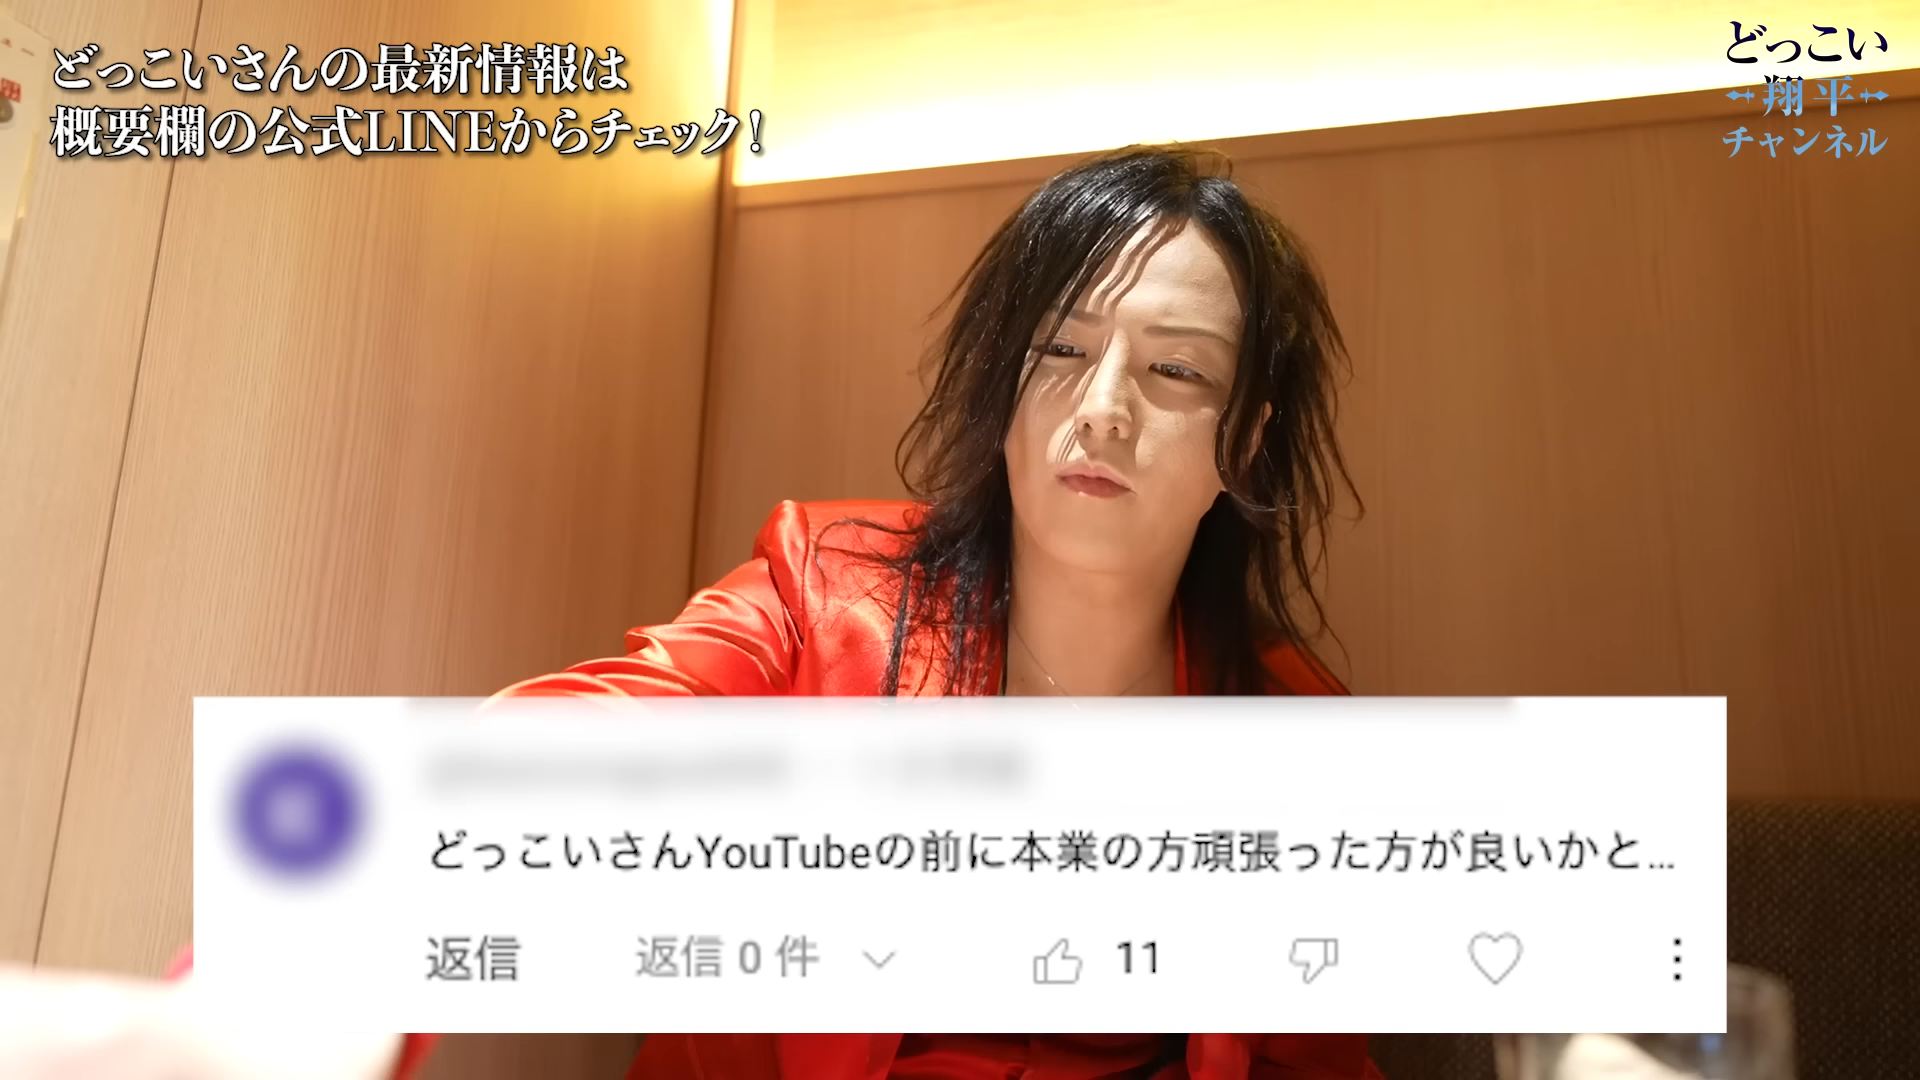 どっこいさんの最新情報は
概要欄の公式LINEからチェック!
どっこい
翔平
チャンネル
どっこいさんYouTubeの前に本業の方頑張った方が良いかと...
返信
返信 0 件
11